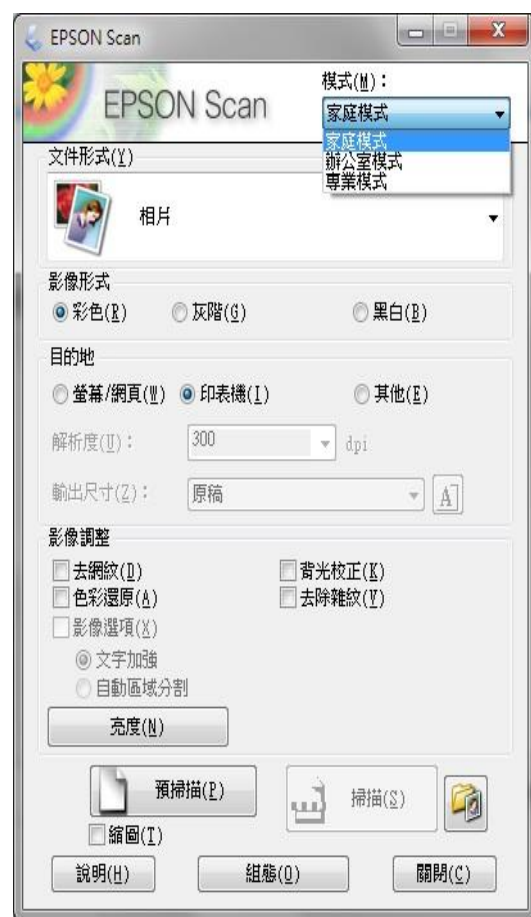 EPSON Scan
EPSON Scan
模式(M)：
家庭模式
家庭模式
辦公室模式
專業模式
文件形式(Y)
相片
影像形式
彩色(R) 灰階(G) 黑白(B)
目的地
螢幕/網頁(W) 印表機(I) 其他(E)
解析度(U)： 300 dpi
輸出尺寸(Z)： 原稿
影像調整
去網紋(D) 背光校正(K)
色彩還原(A) 去除雜紋(V)
影像選項(X)
文字加強
自動區域分割
亮度(N)
預掃描(P) 掃描(S)
縮圖(T)
說明(H) 組態(O) 關閉(C)